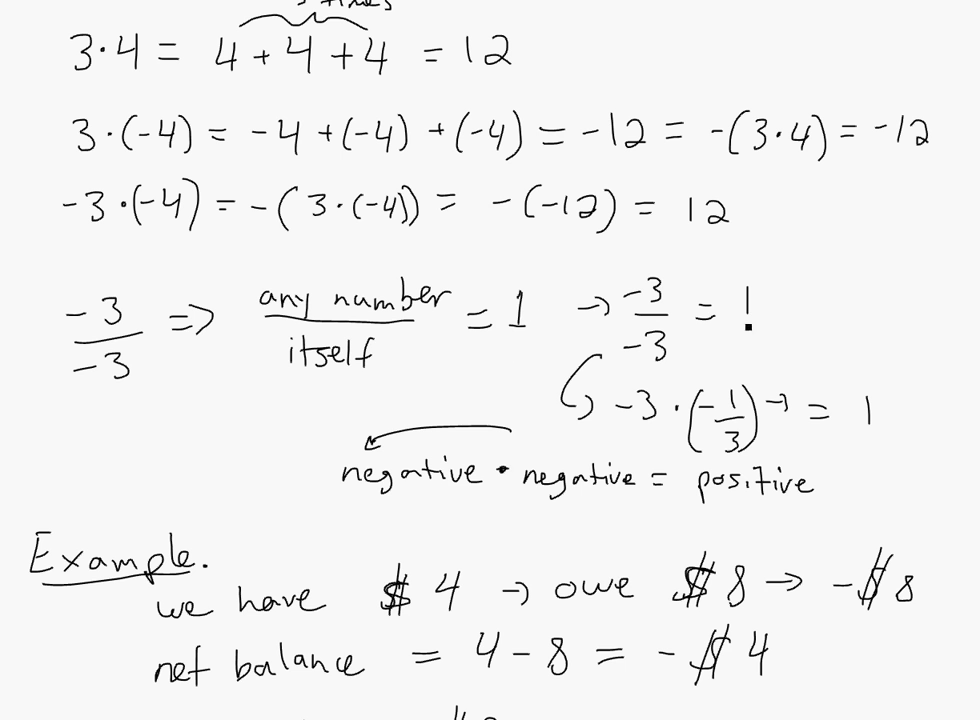 3·4 = 4 + 4 + 4 = 12
3·(-4) = -4 + (-4) + (-4) = -12 = -(3·4) = -12
-3·(-4) = -(3·(-4)) = -(-12) = 12
-3/-3 => any number/itself = 1 → -3/-3 = !
-3·(-1/3) → = 1
negative · negative = positive
Example.
we have $ 4 → owe $ 8 → -$ 8
net balance = 4 - 8 = - $ 4